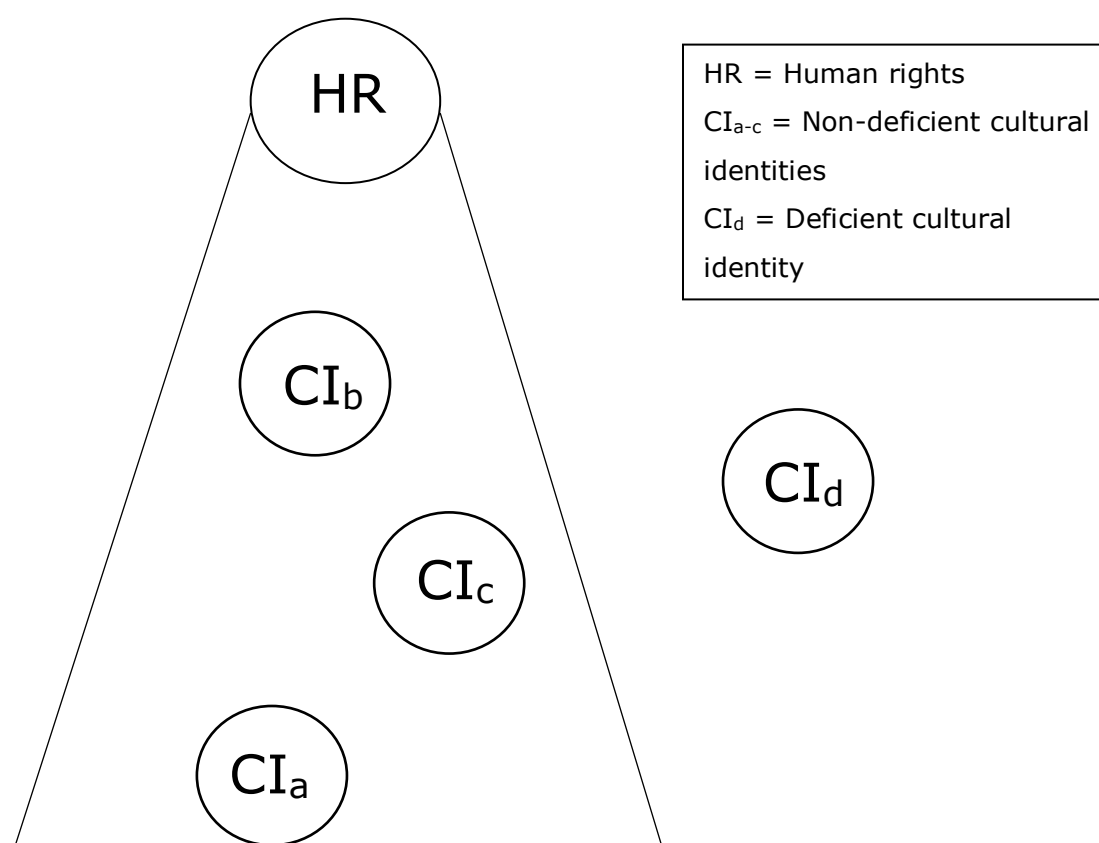 HR
HR = Human rights
CIa-c = Non-deficient cultural
identities
CId = Deficient cultural
identity
CIb
CId
CIc
CIa